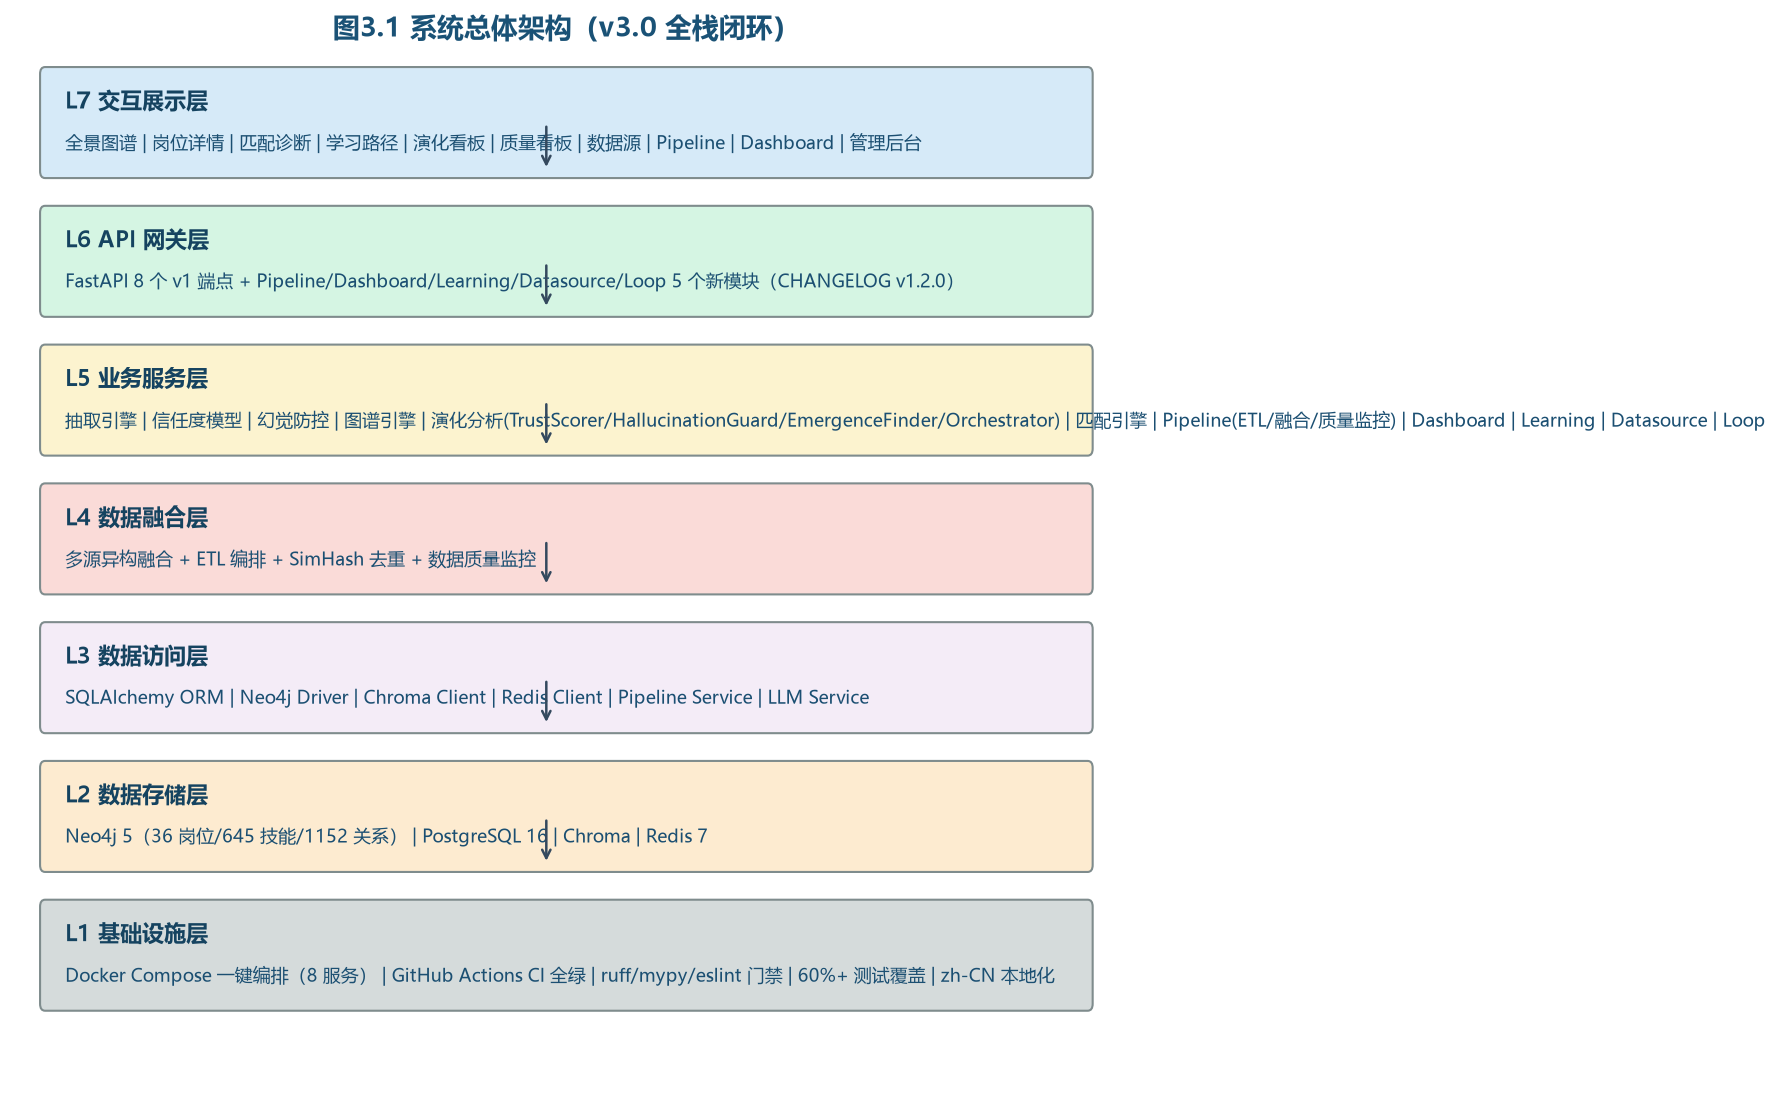 图3.1 系统总体架构（v3.0 全栈闭环）
L7 交互展示层
全景图谱 | 岗位详情 | 匹配诊断 | 学习路径 | 演化看板 | 质量看板 | 数据源 | Pipeline | Dashboard | 管理后台
L6 API 网关层
FastAPI 8 个 v1 端点 + Pipeline/Dashboard/Learning/Datasource/Loop 5 个新模块（CHANGELOG v1.2.0）
L5 业务服务层
抽取引擎 | 信任度模型 | 幻觉防控 | 图谱引擎 | 演化分析(TrustScorer/HallucinationGuard/EmergenceFinder/Orchestrator) | 匹配引擎 | Pipeline(ETL/融合/质量监控) | Dashboard | Learning | Datasource | Loop
L4 数据融合层
多源异构融合 + ETL 编排 + SimHash 去重 + 数据质量监控
L3 数据访问层
SQLAlchemy ORM | Neo4j Driver | Chroma Client | Redis Client | Pipeline Service | LLM Service
L2 数据存储层
Neo4j 5（36 岗位/645 技能/1152 关系） | PostgreSQL 16 | Chroma | Redis 7
L1 基础设施层
Docker Compose 一键编排（8 服务） | GitHub Actions CI 全绿 | ruff/mypy/eslint 门禁 | 60%+ 测试覆盖 | zh-CN 本地化